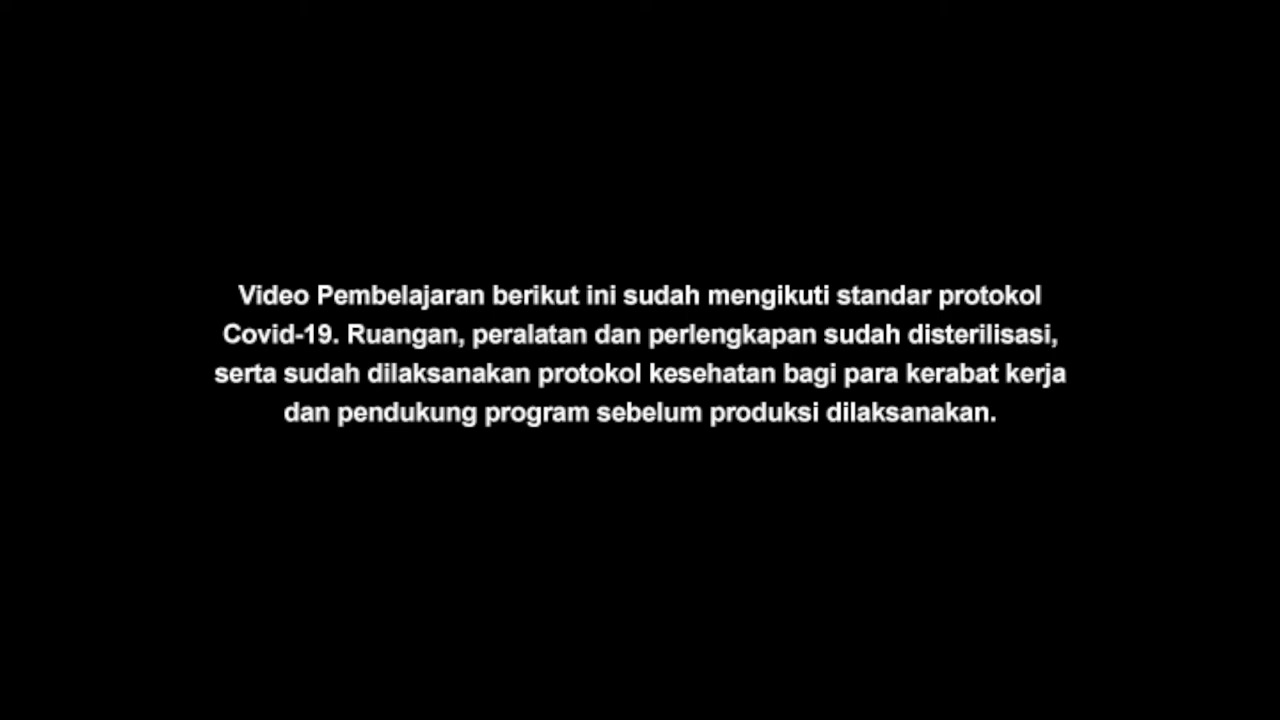 Video Pembelajaran berikut ini sudah mengikuti standar protokol
Covid-19. Ruangan, peralatan dan perlengkapan sudah disterilisasi,
serta sudah dilaksanakan protokol kesehatan bagi para kerabat kerja
dan pendukung program sebelum produksi dilaksanakan.